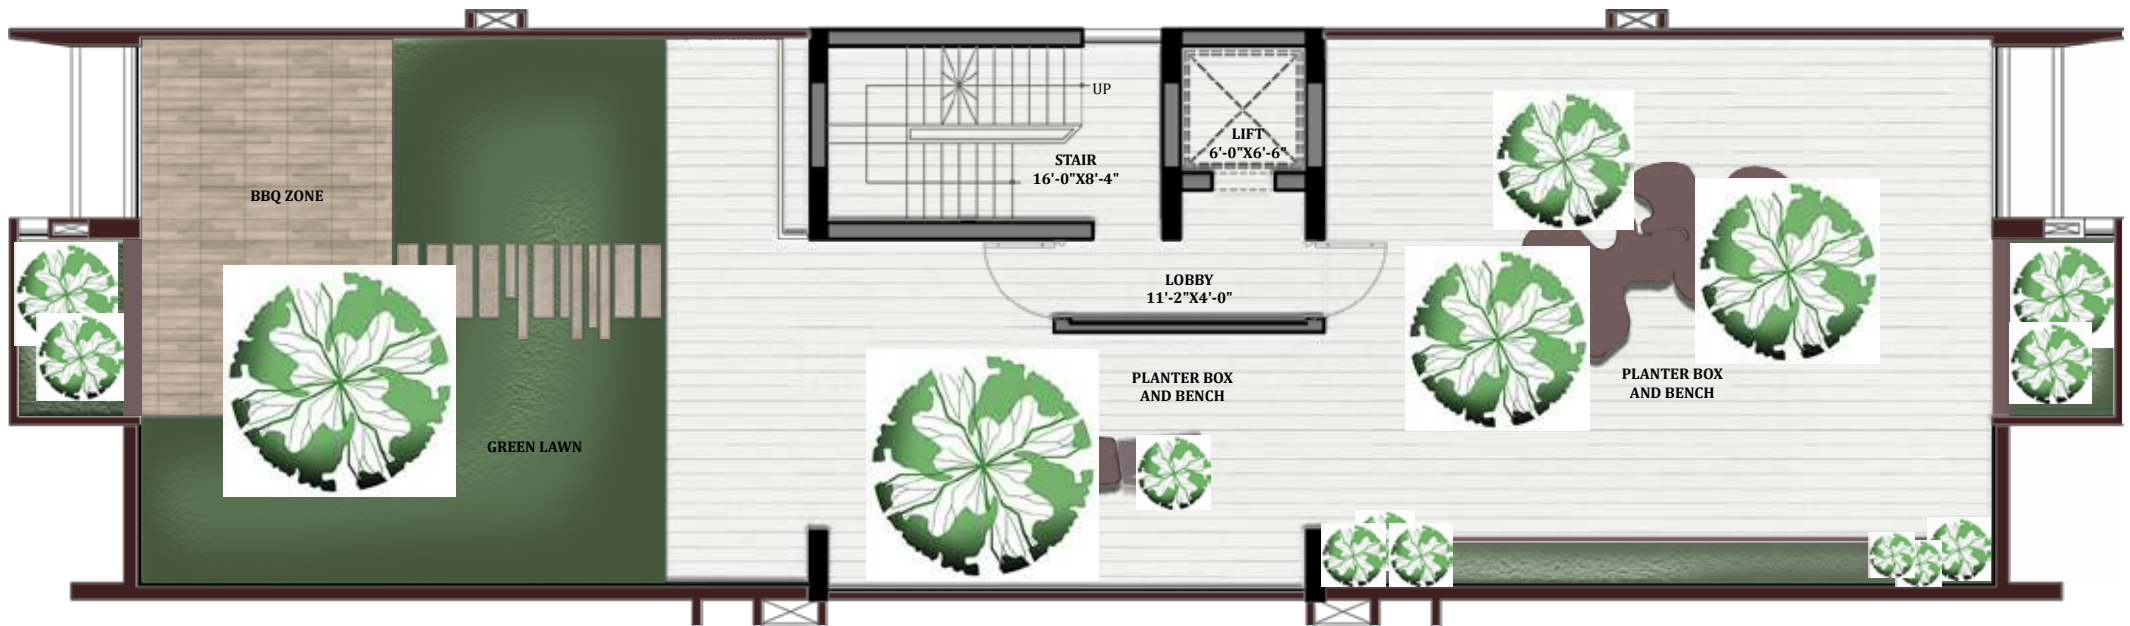 UP
LIFT
6'-0"X6'-6"
STAIR
16'-0"X8'-4"
BBQ ZONE
LOBBY
11'-2"X4'-0"
PLANTER BOX
AND BENCH
PLANTER BOX
AND BENCH
GREEN LAWN